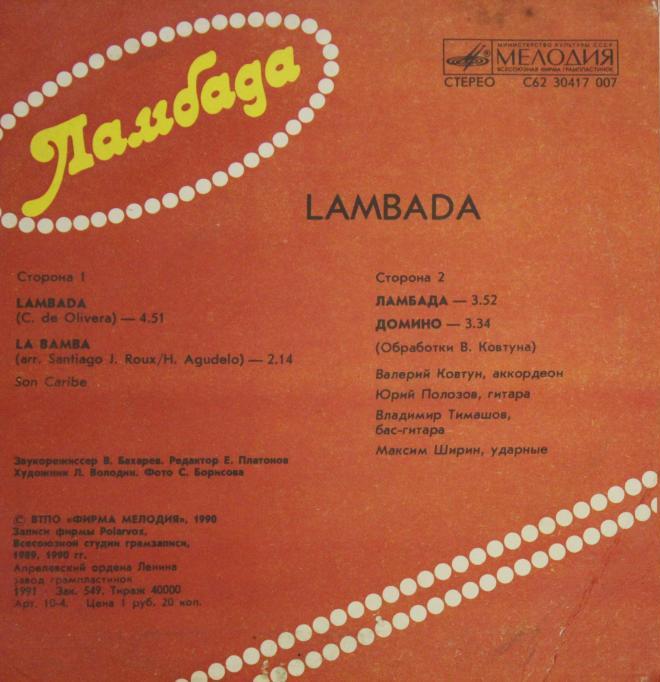 Ламбада
МИНИСТЕРСТВО КУЛЬТУРЫ СССР
МЕЛОДИЯ
ВСЕСОЮЗНАЯ ФИРМА ГРАМПЛАСТИНОК
СТЕРЕО С62 30417 007
LAMBADA
Сторона 1
LAMBADA
(C. de Olivera) — 4.51
LA BAMBA
(arr. Santiago J. Roux/H. Agudelo) — 2.14
Son Caribe
Сторона 2
ЛАМБАДА — 3.52
ДОМИНО — 3.34
(Обработки В. Ковтуна)
Валерий Ковтун, аккордеон
Юрий Полозов, гитара
Владимир Тимашов,
бас-гитара
Максим Ширин, ударные
Звукорежиссер В. Бахарев. Редактор Е. Платонов
Художник Л. Володин. Фото С. Борисова
© ВТПО «ФИРМА МЕЛОДИЯ», 1990
Записи фирмы Polarvox,
Всесоюзной студии грамзаписи,
1989, 1990 гг.
Апрелевский ордена Ленина
завод грампластинок
1991 · Зак. 549. Тираж 40000
Арт. 10-4. Цена 1 руб. 20 коп.